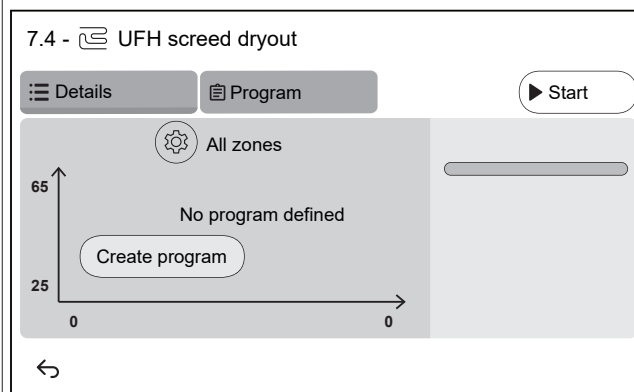 7.4 - UFH screed dryout
Details Program Start
All zones
65
No program defined
Create program
25
0 0